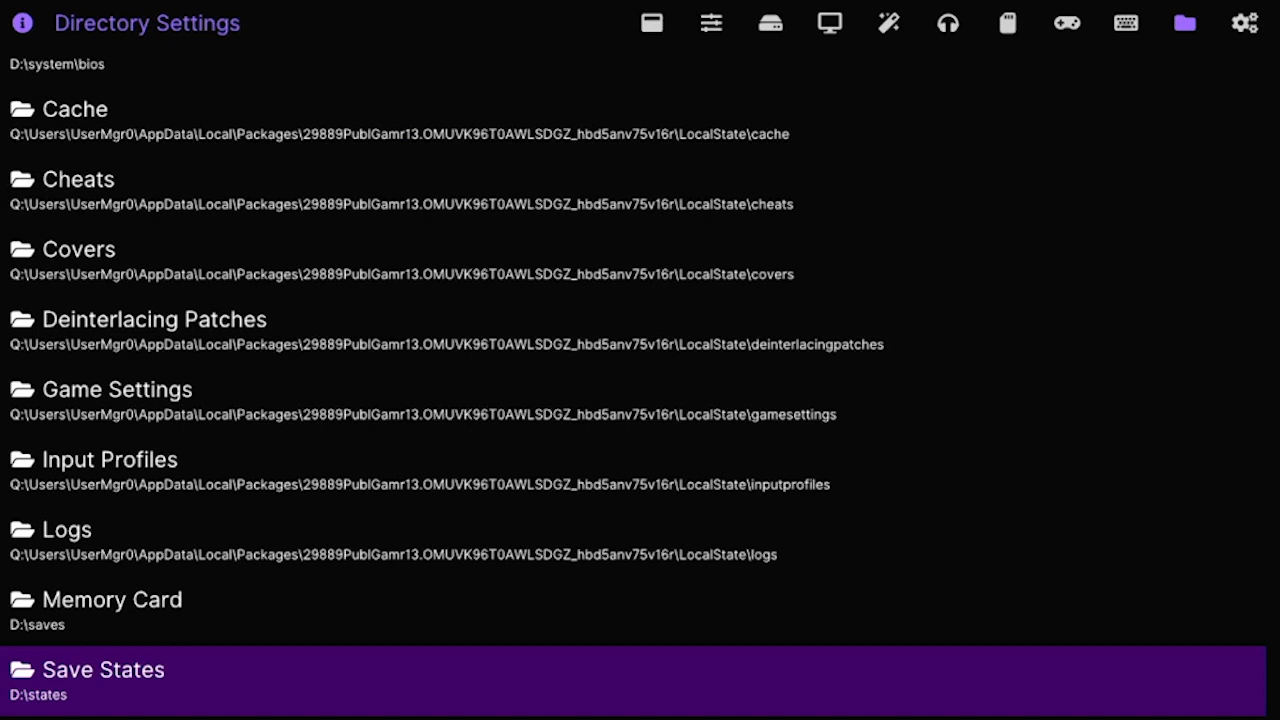 Directory Settings
D:\system\bios
Cache
Q:\Users\UserMgr0\AppData\Local\Packages\29889PublGamr13.OMUVK96T0AWLSDGZ_hbd5anv75v16r\LocalState\cache
Cheats
Q:\Users\UserMgr0\AppData\Local\Packages\29889PublGamr13.OMUVK96T0AWLSDGZ_hbd5anv75v16r\LocalState\cheats
Covers
Q:\Users\UserMgr0\AppData\Local\Packages\29889PublGamr13.OMUVK96T0AWLSDGZ_hbd5anv75v16r\LocalState\covers
Deinterlacing Patches
Q:\Users\UserMgr0\AppData\Local\Packages\29889PublGamr13.OMUVK96T0AWLSDGZ_hbd5anv75v16r\LocalState\deinterlacingpatches
Game Settings
Q:\Users\UserMgr0\AppData\Local\Packages\29889PublGamr13.OMUVK96T0AWLSDGZ_hbd5anv75v16r\LocalState\gamesettings
Input Profiles
Q:\Users\UserMgr0\AppData\Local\Packages\29889PublGamr13.OMUVK96T0AWLSDGZ_hbd5anv75v16r\LocalState\inputprofiles
Logs
Q:\Users\UserMgr0\AppData\Local\Packages\29889PublGamr13.OMUVK96T0AWLSDGZ_hbd5anv75v16r\LocalState\logs
Memory Card
D:\saves
Save States
D:\states